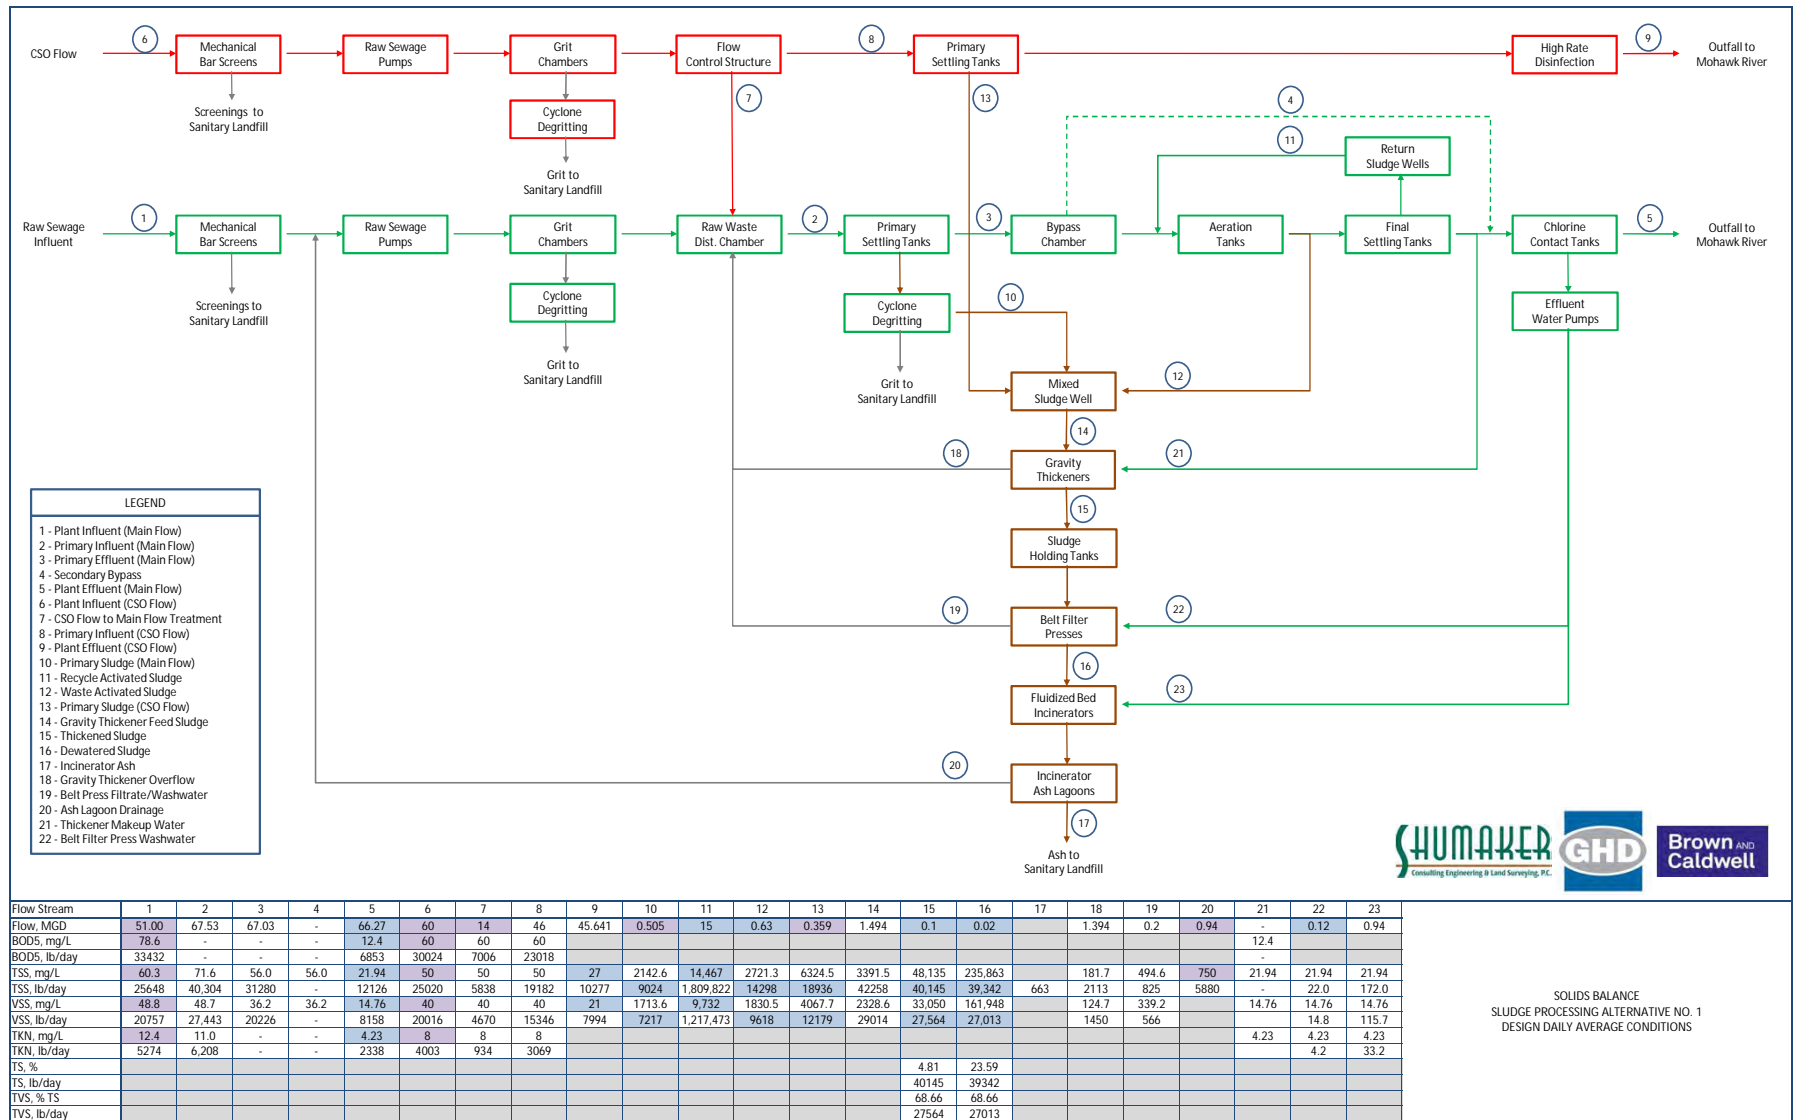 6
8
9
CSO Flow
Mechanical
Bar Screens
Raw Sewage
Pumps
Grit
Chambers
Flow
Control Structure
Primary
Settling Tanks
High Rate
Disinfection
Outfall to
Mohawk River
7
13
4
Screenings to
Sanitary Landfill
Cyclone
Degritting
11
Return
Sludge Wells
Grit to
Sanitary Landfill
1
2
3
5
Raw Sewage
Influent
Mechanical
Bar Screens
Raw Sewage
Pumps
Grit
Chambers
Raw Waste
Dist. Chamber
Primary
Settling Tanks
Bypass
Chamber
Aeration
Tanks
Final
Settling Tanks
Chlorine
Contact Tanks
Outfall to
Mohawk River
Screenings to
Sanitary Landfill
Cyclone
Degritting
Cyclone
Degritting
10
Effluent
Water Pumps
Grit to
Sanitary Landfill
Grit to
Sanitary Landfill
Mixed
Sludge Well
12
14
18
Gravity
Thickeners
21
15
Sludge
Holding Tanks
19
Belt Filter
Presses
22
16
Fluidized Bed
Incinerators
23
20
Incinerator
Ash Lagoons
17
Ash to
Sanitary Landfill
LEGEND
1 - Plant Influent (Main Flow)
2 - Primary Influent (Main Flow)
3 - Primary Effluent (Main Flow)
4 - Secondary Bypass
5 - Plant Effluent (Main Flow)
6 - Plant Influent (CSO Flow)
7 - CSO Flow to Main Flow Treatment
8 - Primary Influent (CSO Flow)
9 - Plant Effluent (CSO Flow)
10 - Primary Sludge (Main Flow)
11 - Recycle Activated Sludge
12 - Waste Activated Sludge
13 - Primary Sludge (CSO Flow)
14 - Gravity Thickener Feed Sludge
15 - Thickened Sludge
16 - Dewatered Sludge
17 - Incinerator Ash
18 - Gravity Thickener Overflow
19 - Belt Press Filtrate/Washwater
20 - Ash Lagoon Drainage
21 - Thickener Makeup Water
22 - Belt Filter Press Washwater
SHUMAKER
Consulting Engineering & Land Surveying, P.C.
GHD
Brown AND
Caldwell
Flow Stream 1 2 3 4 5 6 7 8 9 10 11 12 13 14 15 16 17 18 19 20 21 22 23
Flow, MGD 51.00 67.53 67.03 - 66.27 60 14 46 45.641 0.505 15 0.63 0.359 1.494 0.1 0.02 1.394 0.2 0.94 - 0.12 0.94
BOD5, mg/L 78.6 - - - 12.4 60 60 60 12.4
BOD5, lb/day 33432 - - - 6853 30024 7006 23018 -
TSS, mg/L 60.3 71.6 56.0 56.0 21.94 50 50 50 27 2142.6 14,467 2721.3 6324.5 3391.5 48,135 235,863 181.7 494.6 750 21.94 21.94 21.94
TSS, lb/day 25648 40,304 31280 - 12126 25020 5838 19182 10277 9024 1,809,822 14298 18936 42258 40,145 39,342 663 2113 825 5880 - 22.0 172.0
VSS, mg/L 48.8 48.7 36.2 36.2 14.76 40 40 40 21 1713.6 9,732 1830.5 4067.7 2328.6 33,050 161,948 124.7 339.2 14.76 14.76 14.76
VSS, lb/day 20757 27,443 20226 - 8158 20016 4670 15346 7994 7217 1,217,473 9618 12179 29014 27,564 27,013 1450 566 14.8 115.7
TKN, mg/L 12.4 11.0 - - 4.23 8 8 8 4.23 4.23 4.23
TKN, lb/day 5274 6,208 - - 2338 4003 934 3069 4.2 33.2
TS, % 4.81 23.59
TS, lb/day 40145 39342
TVS, % TS 68.66 68.66
TVS, lb/day 27564 27013
SOLIDS BALANCE
SLUDGE PROCESSING ALTERNATIVE NO. 1
DESIGN DAILY AVERAGE CONDITIONS